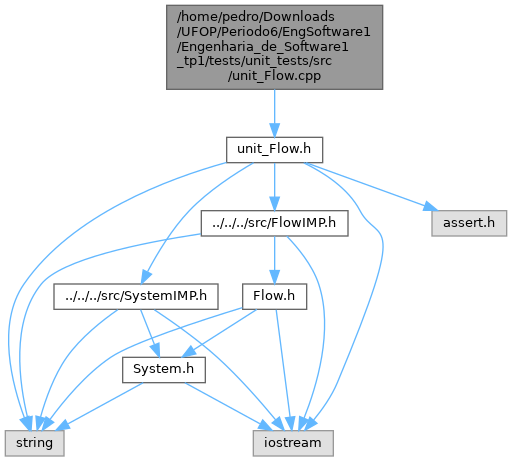 /home/pedro/Downloads
/UFOP/Periodo6/EngSoftware1
/Engenharia_de_Software1
_tp1/tests/unit_tests/src
/unit_Flow.cpp
unit_Flow.h
../../../src/FlowIMP.h
assert.h
../../../src/SystemIMP.h
Flow.h
System.h
string
iostream